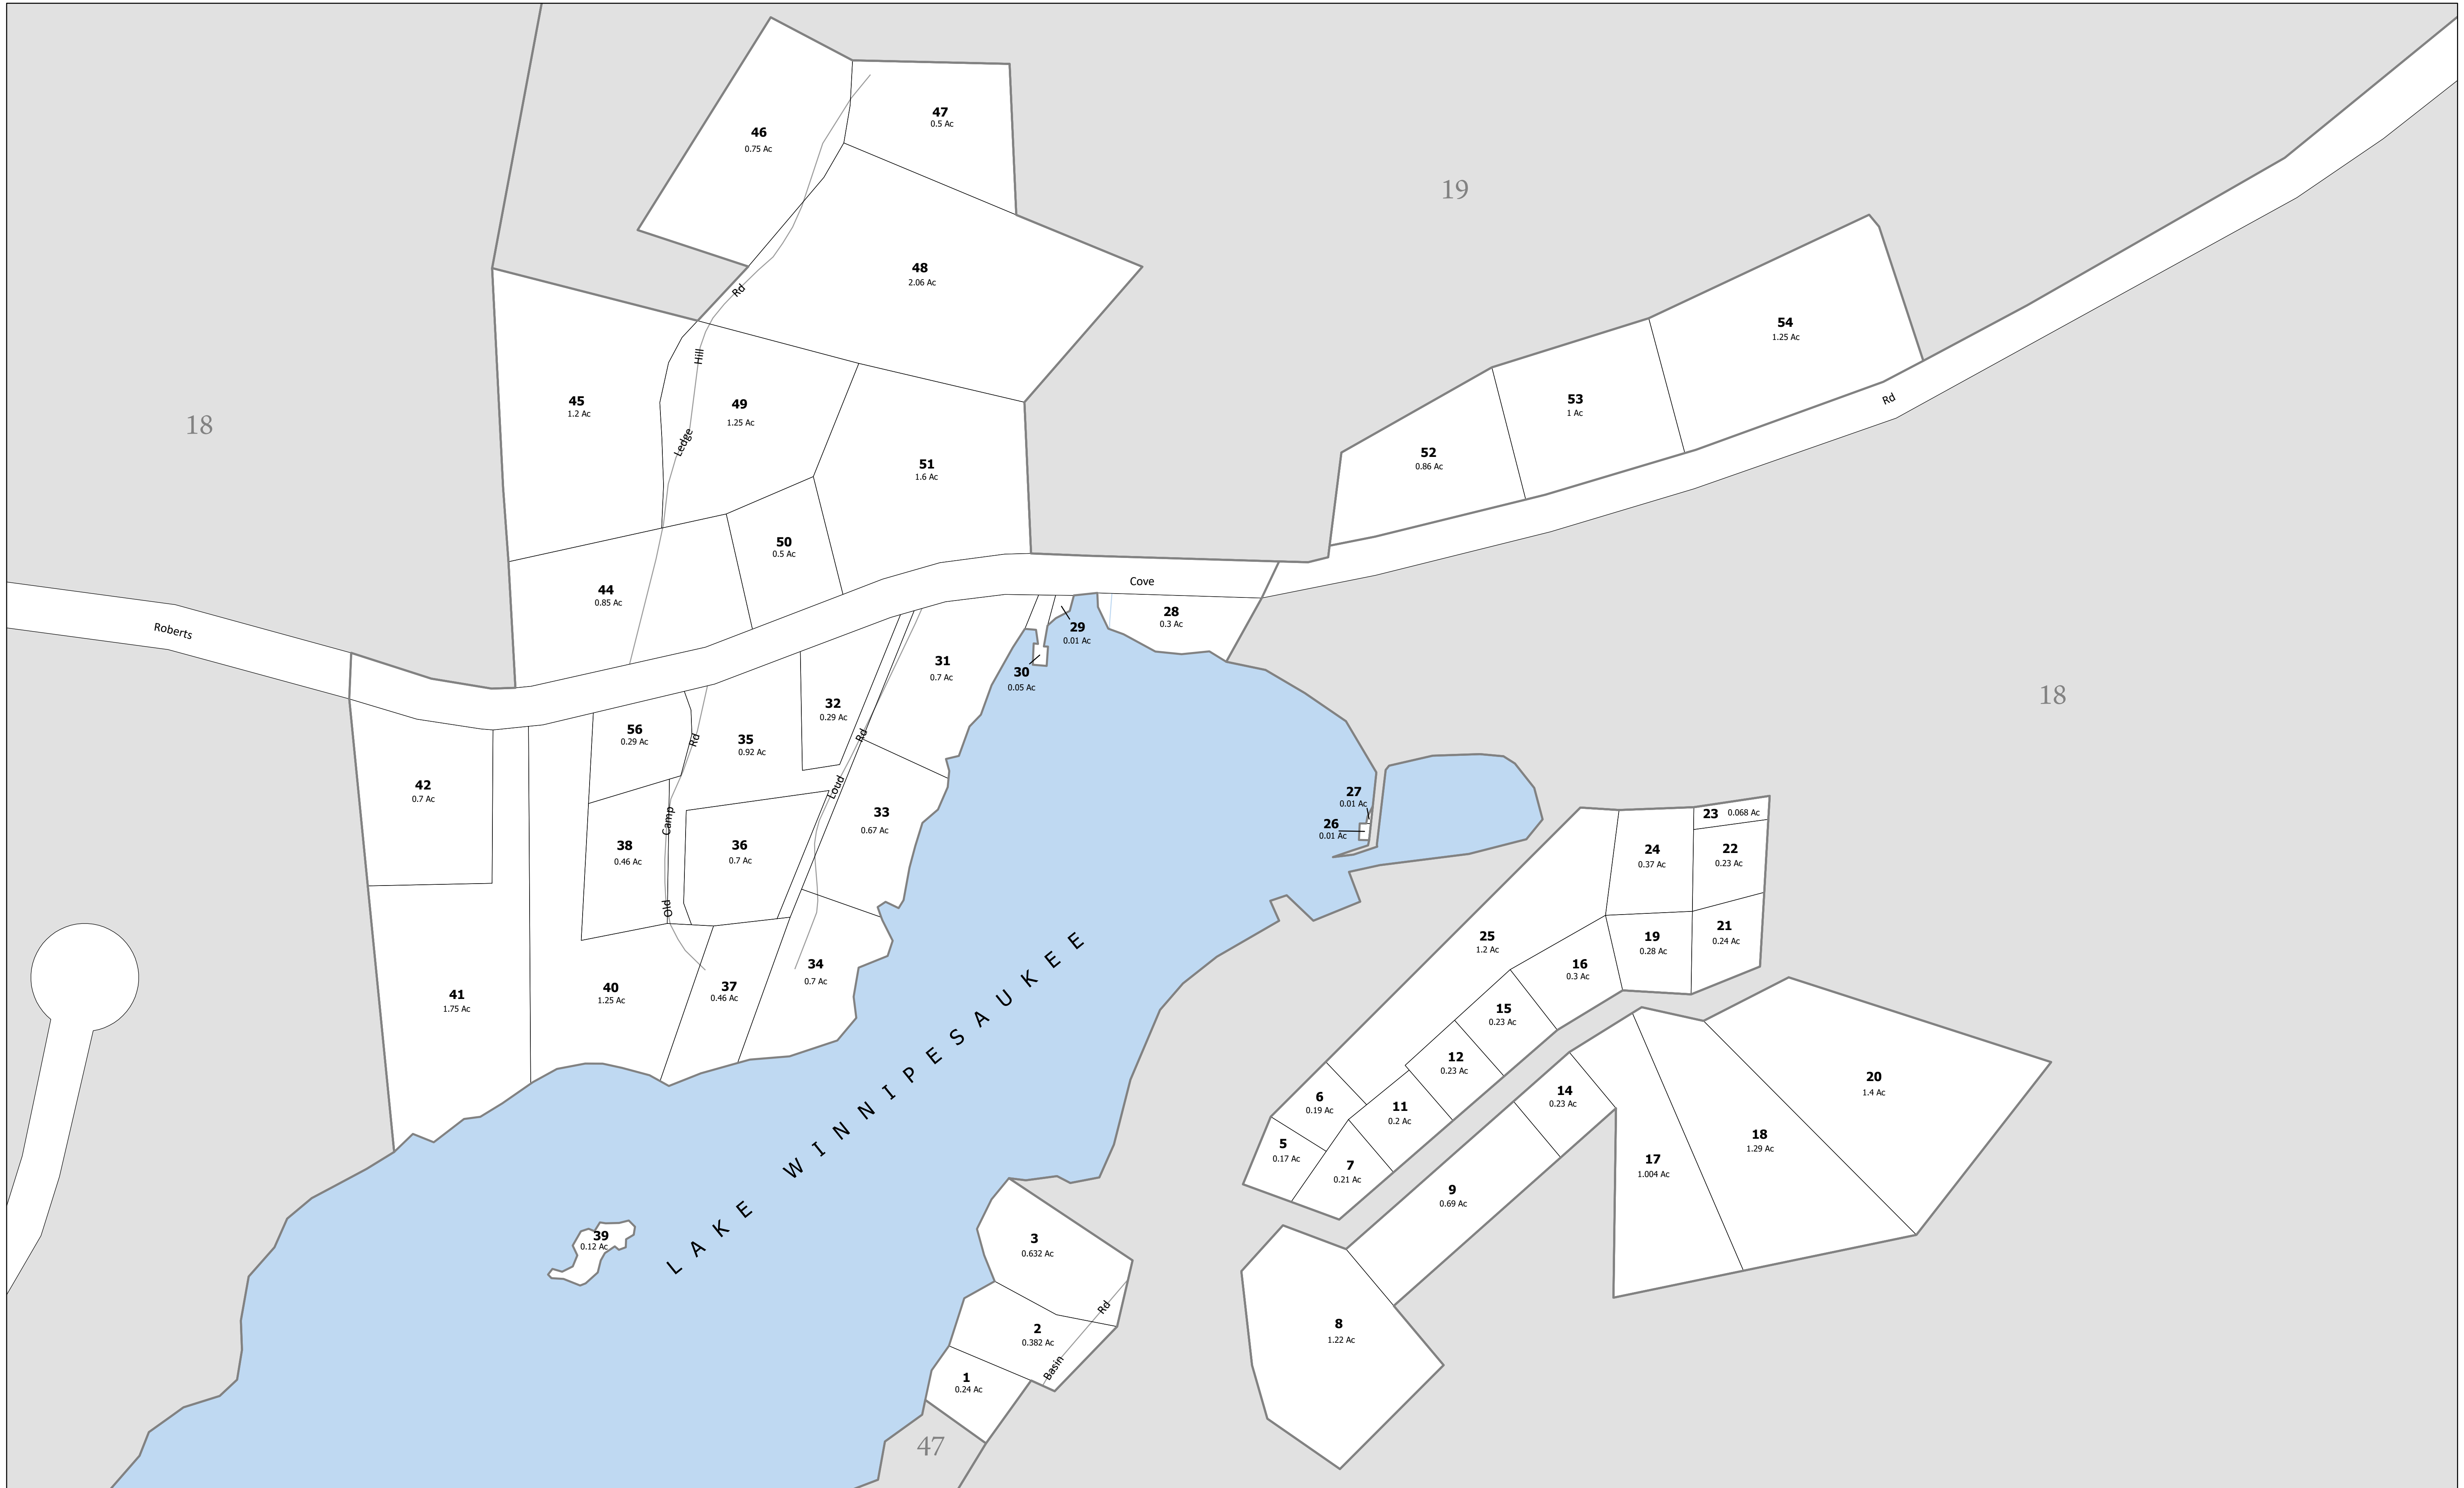 46
0.75 Ac
47
0.5 Ac
19
48
2.06 Ac
Ledge Hill Rd
54
1.25 Ac
45
1.2 Ac
49
1.25 Ac
53
1 Ac
Rd
18
51
1.6 Ac
52
0.86 Ac
50
0.5 Ac
44
0.85 Ac
Roberts
Cove
28
0.3 Ac
29
0.01 Ac
30
0.05 Ac
31
0.7 Ac
32
0.29 Ac
56
0.29 Ac
35
0.92 Ac
Old Camp Rd
Loud Rd
18
42
0.7 Ac
33
0.67 Ac
38
0.46 Ac
36
0.7 Ac
27
0.01 Ac
26
0.01 Ac
23 0.068 Ac
24
0.37 Ac
22
0.23 Ac
21
0.24 Ac
19
0.28 Ac
25
1.2 Ac
16
0.3 Ac
34
0.7 Ac
37
0.46 Ac
40
1.25 Ac
41
1.75 Ac
15
0.23 Ac
12
0.23 Ac
20
1.4 Ac
14
0.23 Ac
6
0.19 Ac
11
0.2 Ac
5
0.17 Ac
7
0.21 Ac
18
1.29 Ac
17
1.004 Ac
9
0.69 Ac
LAKE WINNIPESAUKEE
39
0.12 Ac
3
0.632 Ac
2
0.382 Ac
Basin Rd
8
1.22 Ac
1
0.24 Ac
47